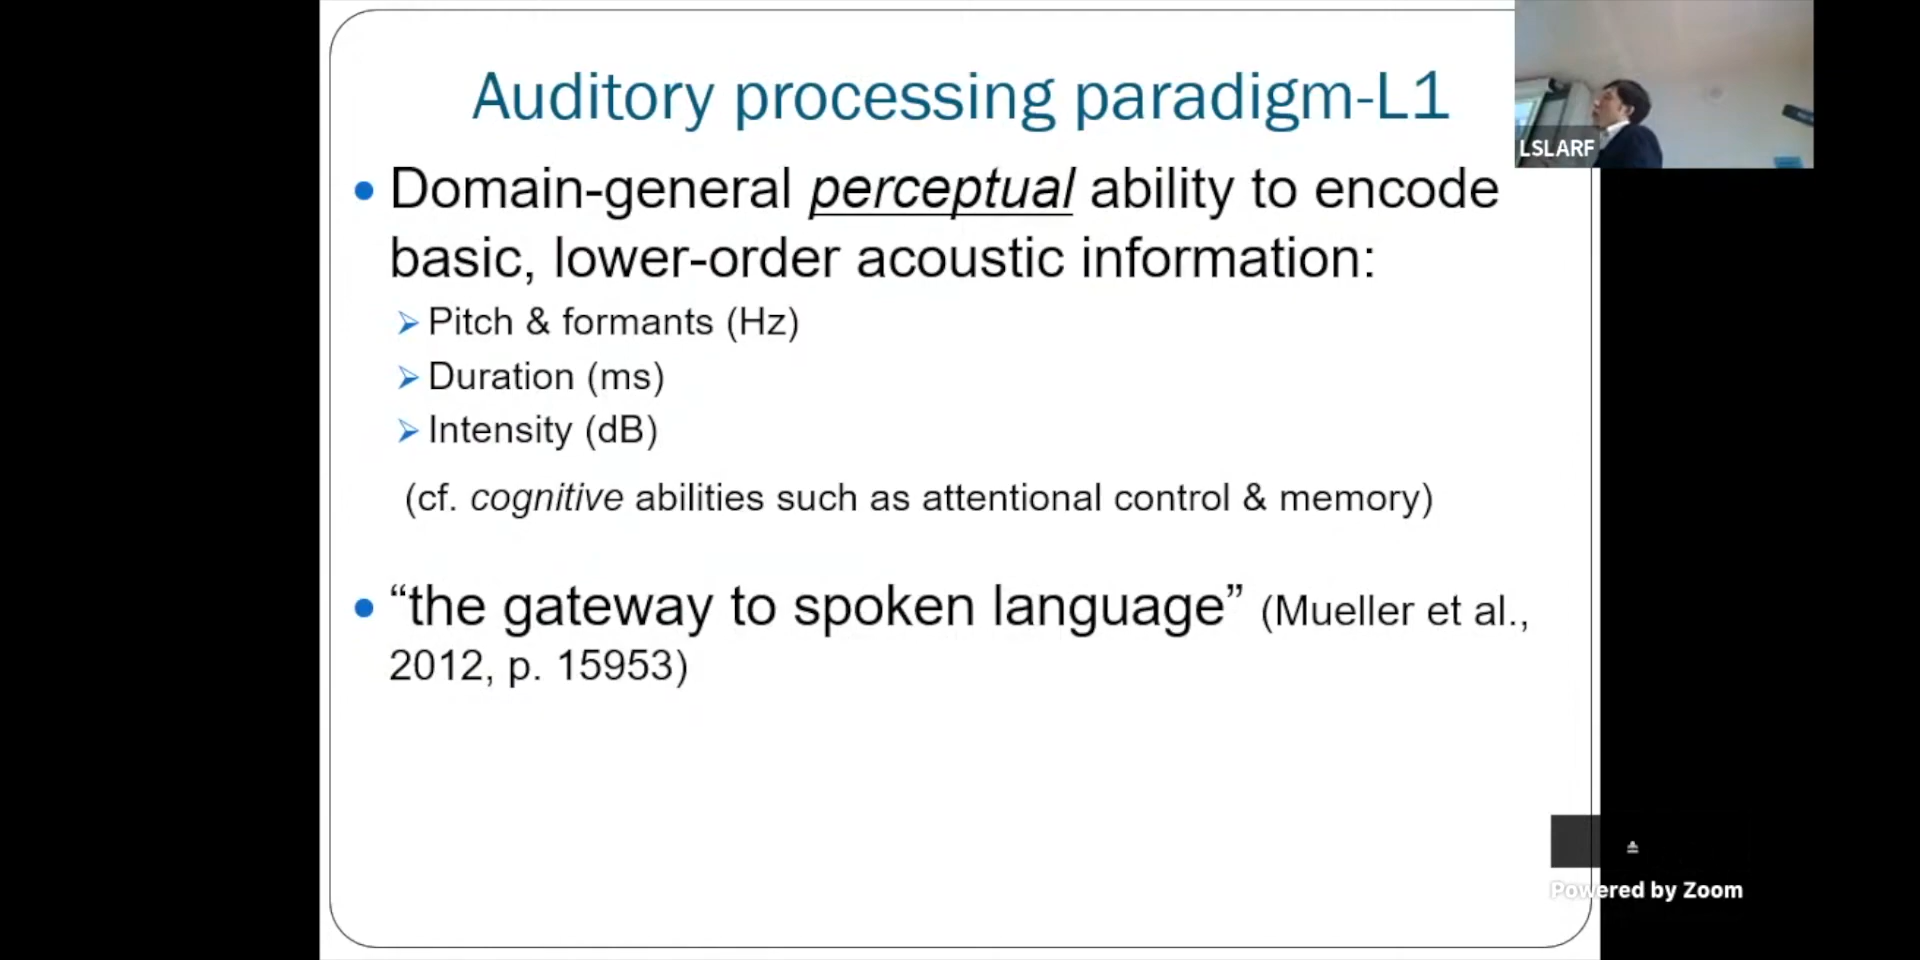 Auditory processing paradigm-L1
LSLARF
• Domain-general perceptual ability to encode
basic, lower-order acoustic information:
➢ Pitch & formants (Hz)
➢ Duration (ms)
➢ Intensity (dB)
(cf. cognitive abilities such as attentional control & memory)
• “the gateway to spoken language” (Mueller et al.,
2012, p. 15953)
Powered by Zoom